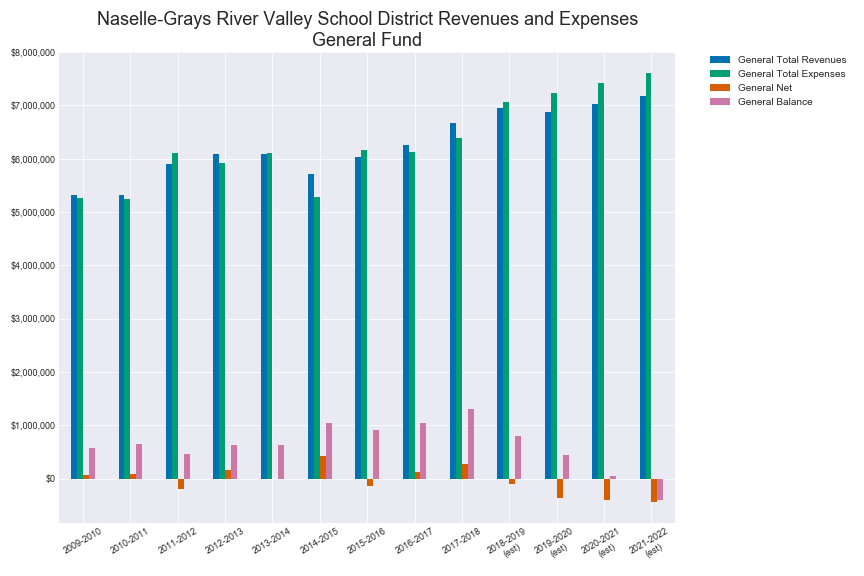 Naselle-Grays River Valley School District Revenues and Expenses
General Fund
$8,000,000
$7,000,000
$6,000,000
$5,000,000
$4,000,000
$3,000,000
$2,000,000
$1,000,000
$0
2009-2010
2010-2011
2011-2012
2012-2013
2013-2014
2014-2015
2015-2016
2016-2017
2017-2018
2018-2019
(est)
2019-2020
(est)
2020-2021
(est)
2021-2022
(est)
General Total Revenues
General Total Expenses
General Net
General Balance